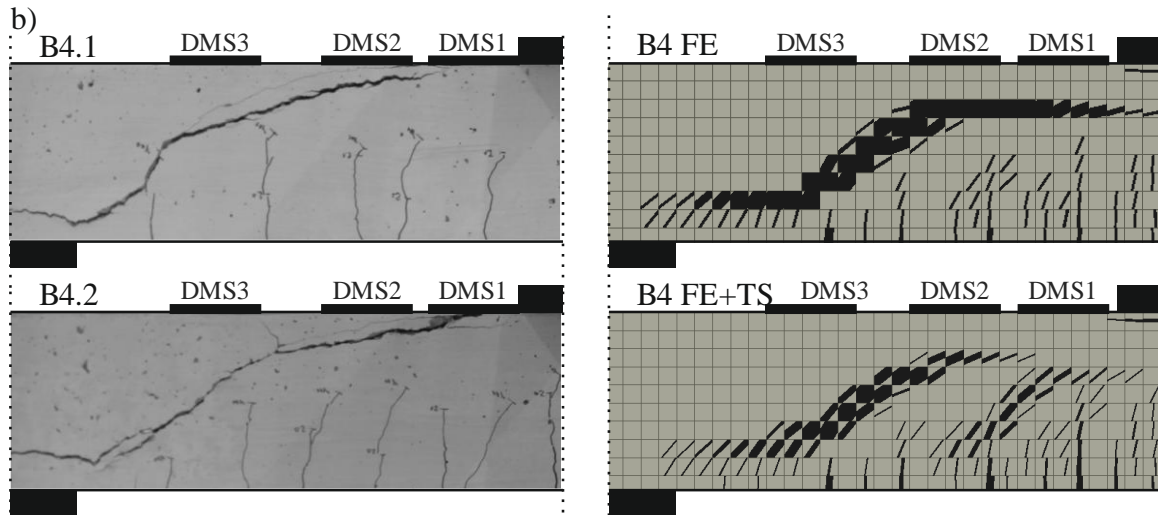 b)
B4.1 DMS3 DMS2 DMS1
B4 FE DMS3 DMS2 DMS1
B4.2 DMS3 DMS2 DMS1
B4 FE+TS DMS3 DMS2 DMS1